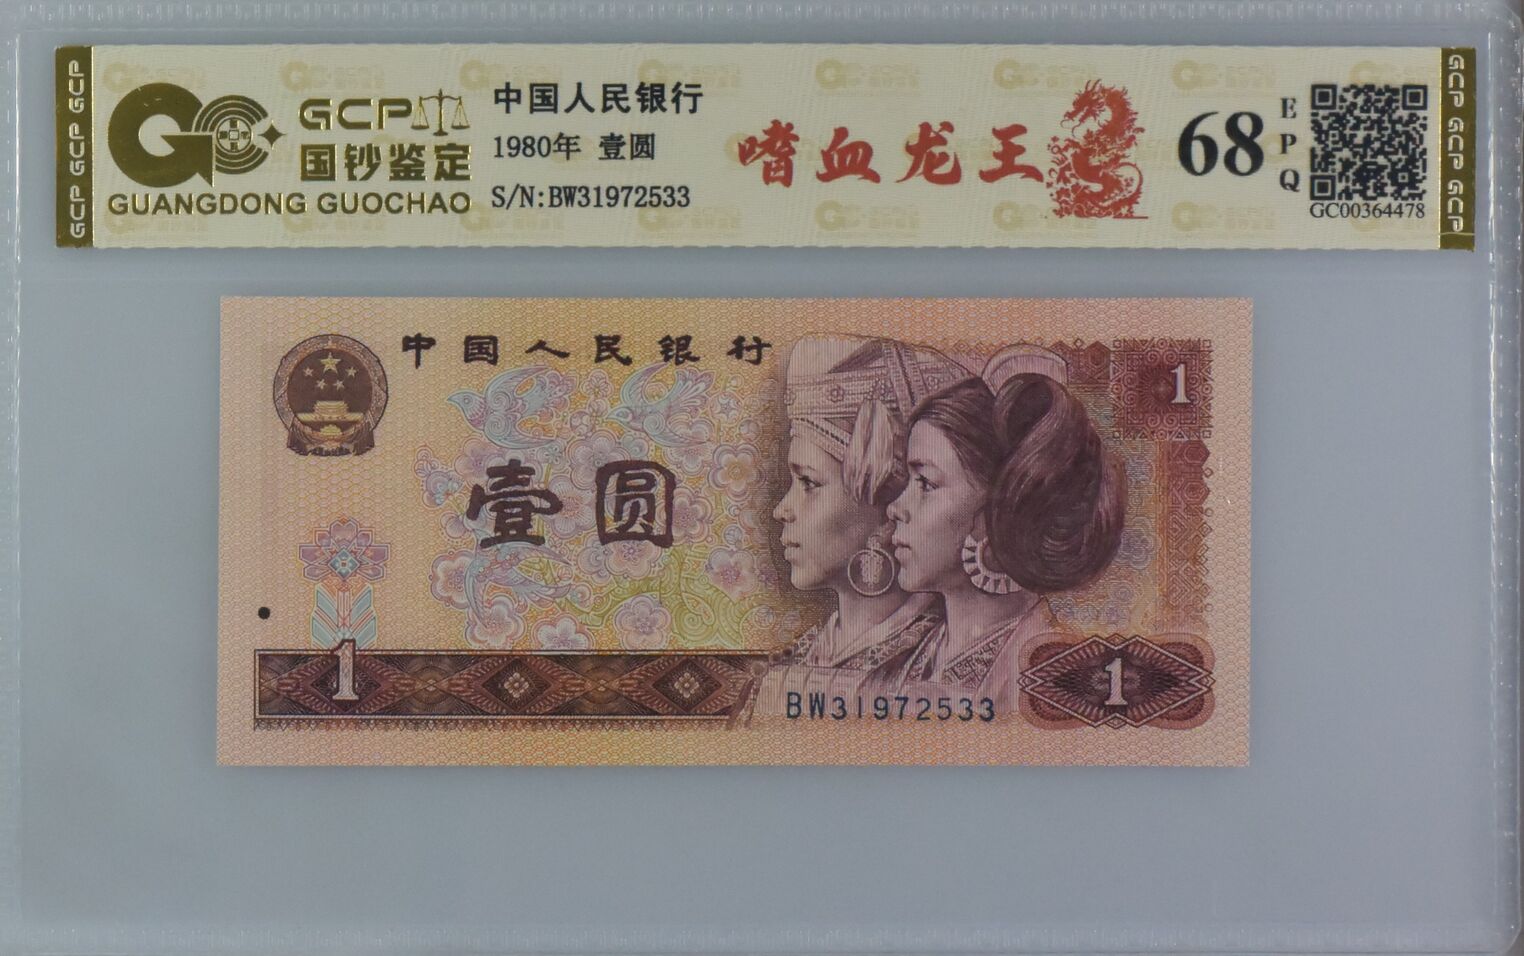 GCP GCP GCP
GCP
国钞鉴定
GUANGDONG GUOCHAO
中国人民银行
1980年 壹圆
S/N:BW31972533
嗜血龙王
68
EPQ
GC00364478
GCP GCP GCP
中国人民银行
1
壹圆
1
1
BW31972533